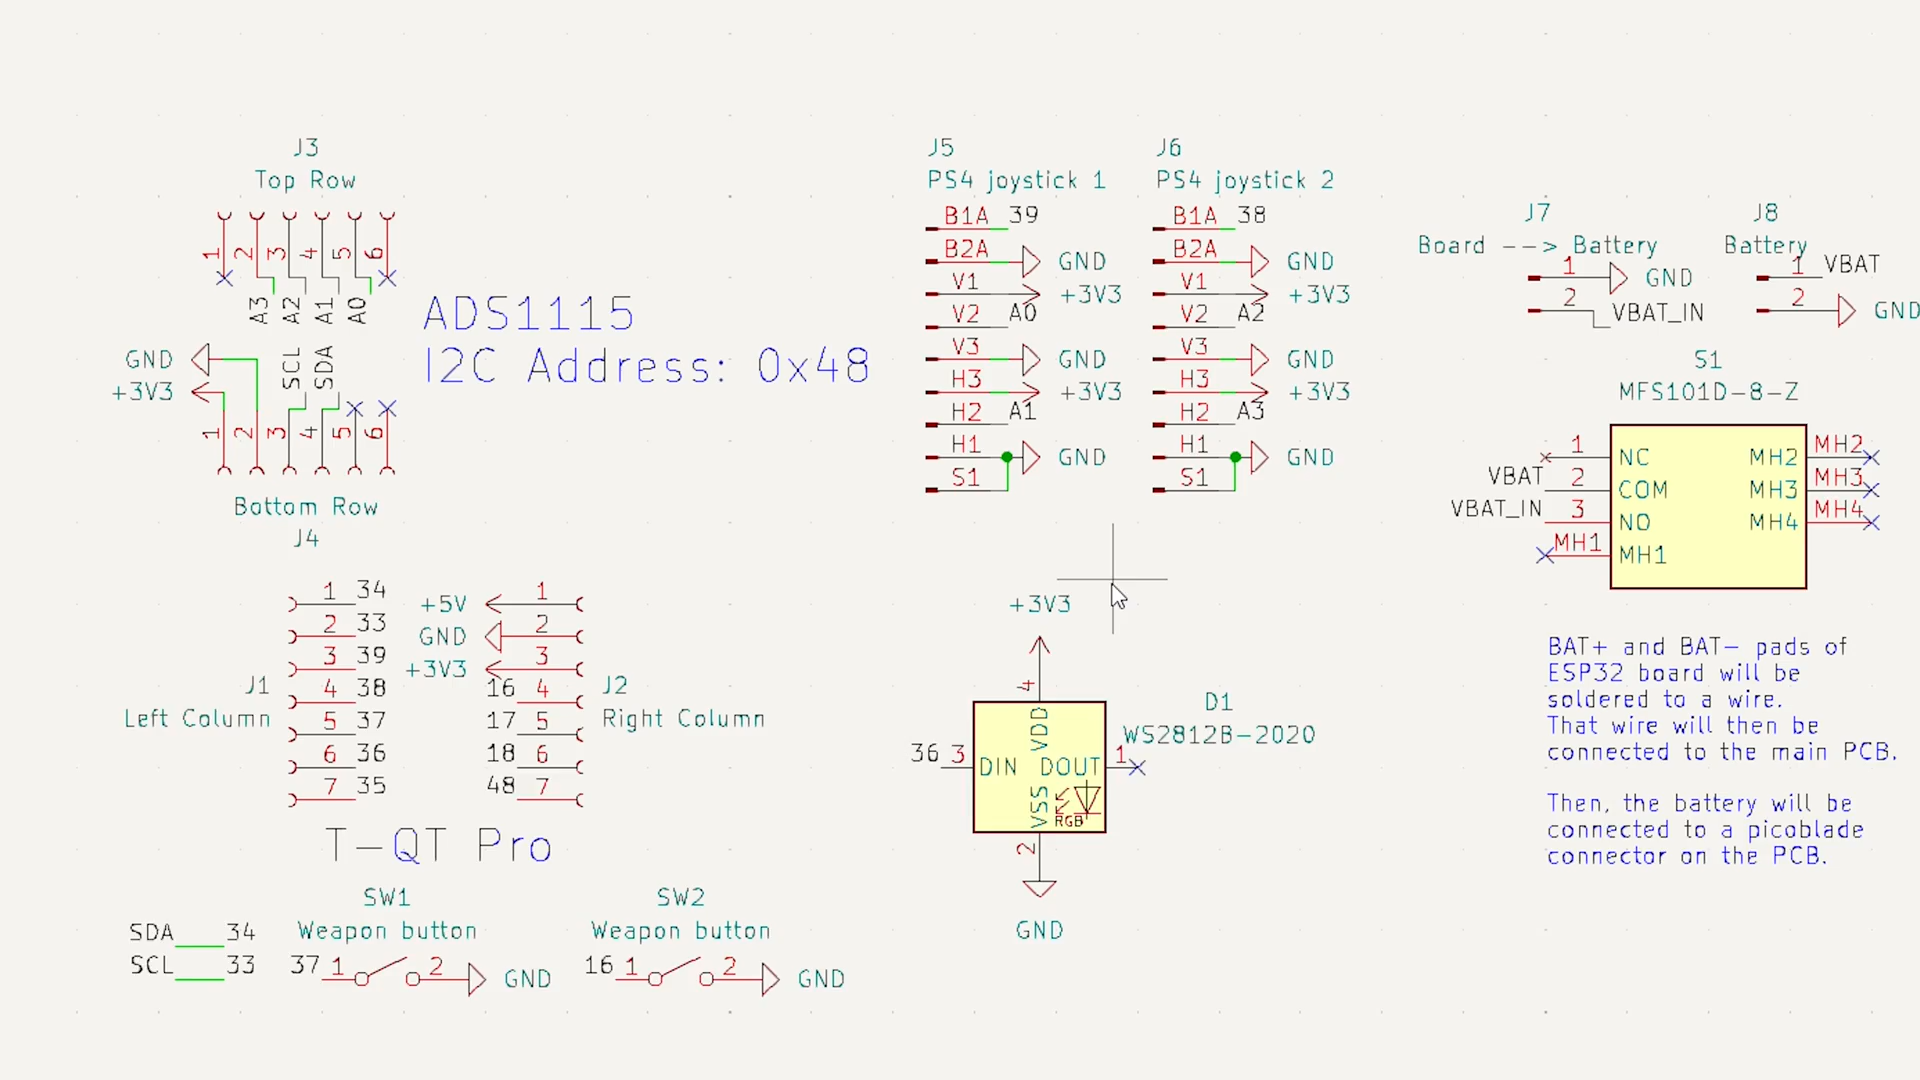 J3
Top Row
1 2 3 4 5 6
A3 A2 A1 A0
ADS1115
I2C Address: 0x48
GND
+3V3
SCL SDA
1 2 3 4 5 6
Bottom Row
J4
J5
PS4 joystick 1
B1A 39
B2A GND
V1 +3V3
V2 A0
V3 GND
H3 +3V3
H2 A1
H1 GND
S1
J6
PS4 joystick 2
B1A 38
B2A GND
V1 +3V3
V2 A2
V3 GND
H3 +3V3
H2 A3
H1 GND
S1
J7
Board --> Battery
1 GND
2 VBAT_IN
J8
Battery
1 VBAT
2 GND
S1
MFS101D-8-Z
1 NC
VBAT 2 COM
VBAT_IN 3 NO
MH1 MH1
MH2 MH2
MH3 MH3
MH4 MH4
J1
Left Column
1 34
2 33
3 39
4 38
5 37
6 36
7 35
+5V 1
GND 2
+3V3 3
16 4
17 5
18 6
48 7
J2
Right Column
T-QT Pro
+3V3
4
VDD
D1
WS2812B-2020
36 3 DIN DOUT 1
VSS
RGB
2
GND
BAT+ and BAT- pads of
ESP32 board will be
soldered to a wire.
That wire will then be
connected to the main PCB.
Then, the battery will be
connected to a picoblade
connector on the PCB.
SDA 34
SCL 33
SW1
Weapon button
37 1 2 GND
SW2
Weapon button
16 1 2 GND